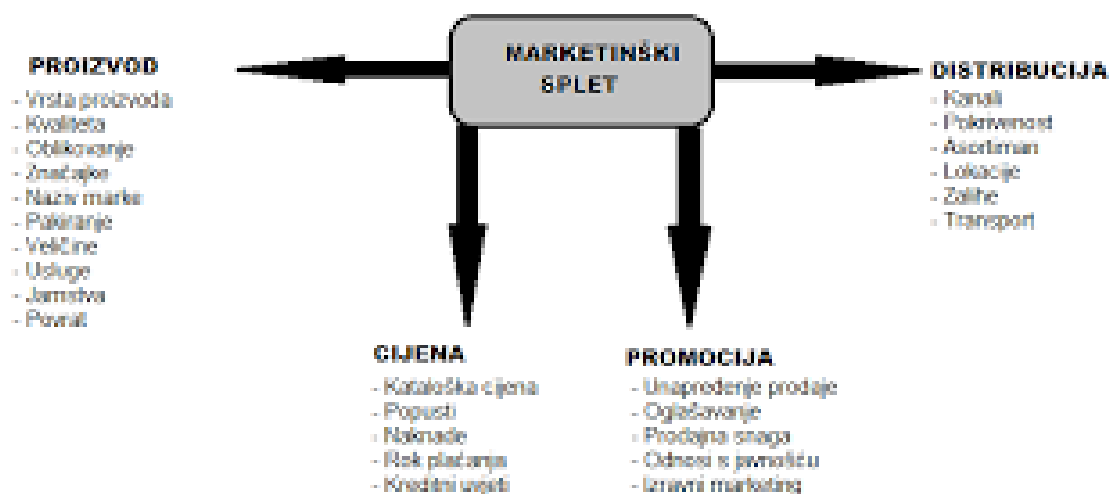 MARKETINŠKI
SPLET
PROIZVOD
- Vrsta proizvoda
- Kvaliteta
- Oblikovanje
- Značajke
- Naziv marke
- Pakiranje
- Veličine
- Usluge
- Jamstva
- Povrat
CIJENA
- Kataloška cijena
- Popusti
- Naknade
- Rok plaćanja
- Kreditni uvjeti
PROMOCIJA
- Unapređenje prodaje
- Oglašavanje
- Prodajna snaga
- Odnosi s javnošću
- Izravni marketing
DISTRIBUCIJA
- Kanali
- Pokrivenost
- Asortiman
- Lokacije
- Zalihe
- Transport